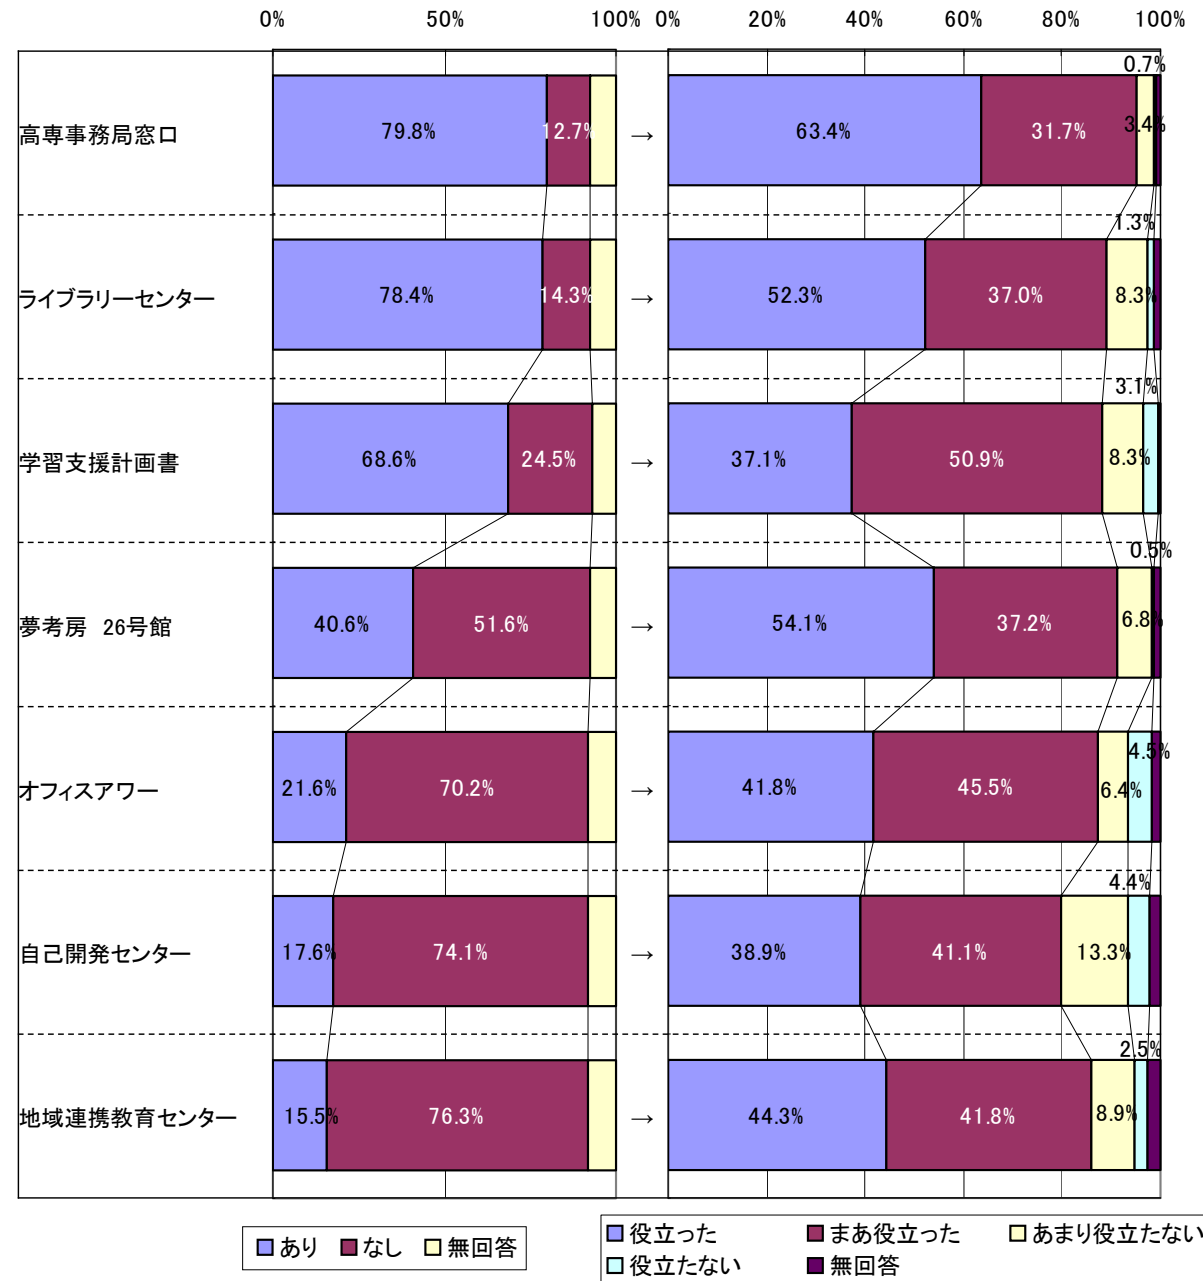 0% 50% 100% 0% 20% 40% 60% 80% 100%
0.7%
高専事務局窓口 79.8% 12.7% → 63.4% 31.7% 3.4%
1.3%
ライブラリーセンター 78.4% 14.3% → 52.3% 37.0% 8.3%
3.1%
学習支援計画書 68.6% 24.5% → 37.1% 50.9% 8.3%
0.5%
夢考房 26号館 40.6% 51.6% → 54.1% 37.2% 6.8%
オフィスアワー 21.6% 70.2% → 41.8% 45.5% 6.4% 4.5%
4.4%
自己開発センター 17.6% 74.1% → 38.9% 41.1% 13.3%
2.5%
地域連携教育センター 15.5% 76.3% → 44.3% 41.8% 8.9%
あり なし 無回答
役立った まあ役立った あまり役立たない
役立たない 無回答